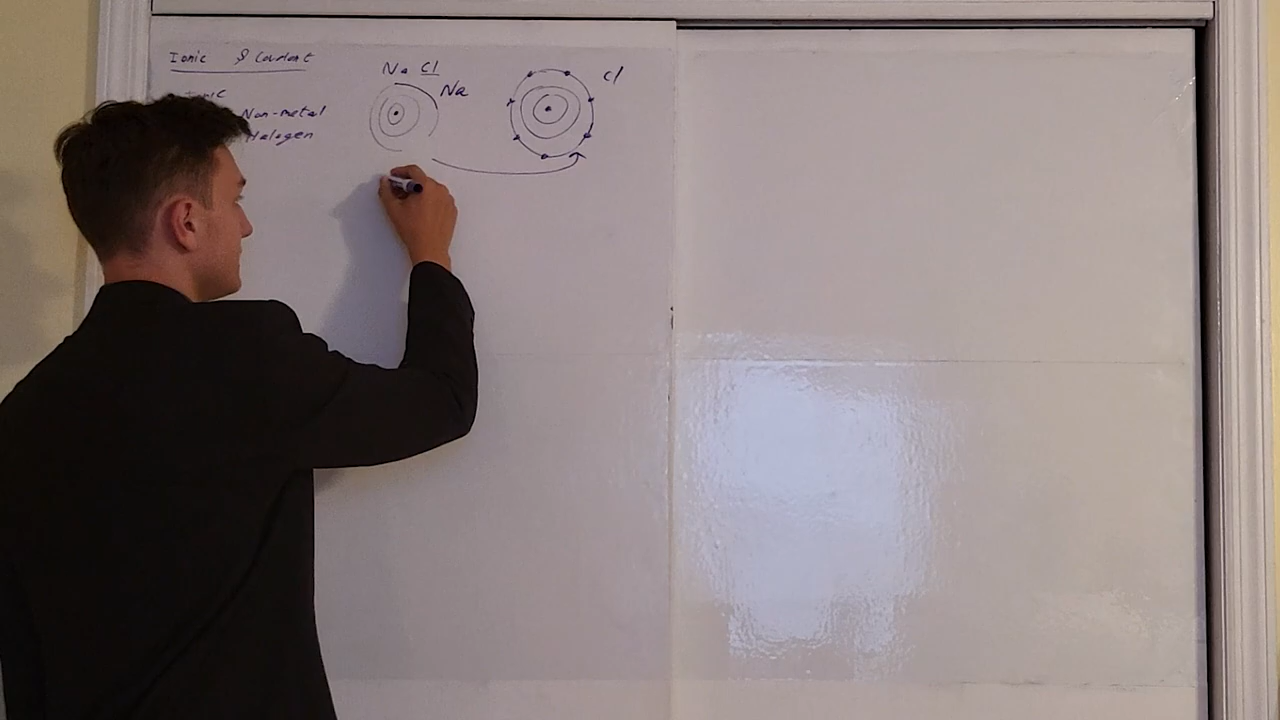 Ionic & Covalent
Non-metal
Halogen
Na Cl
Na
Cl